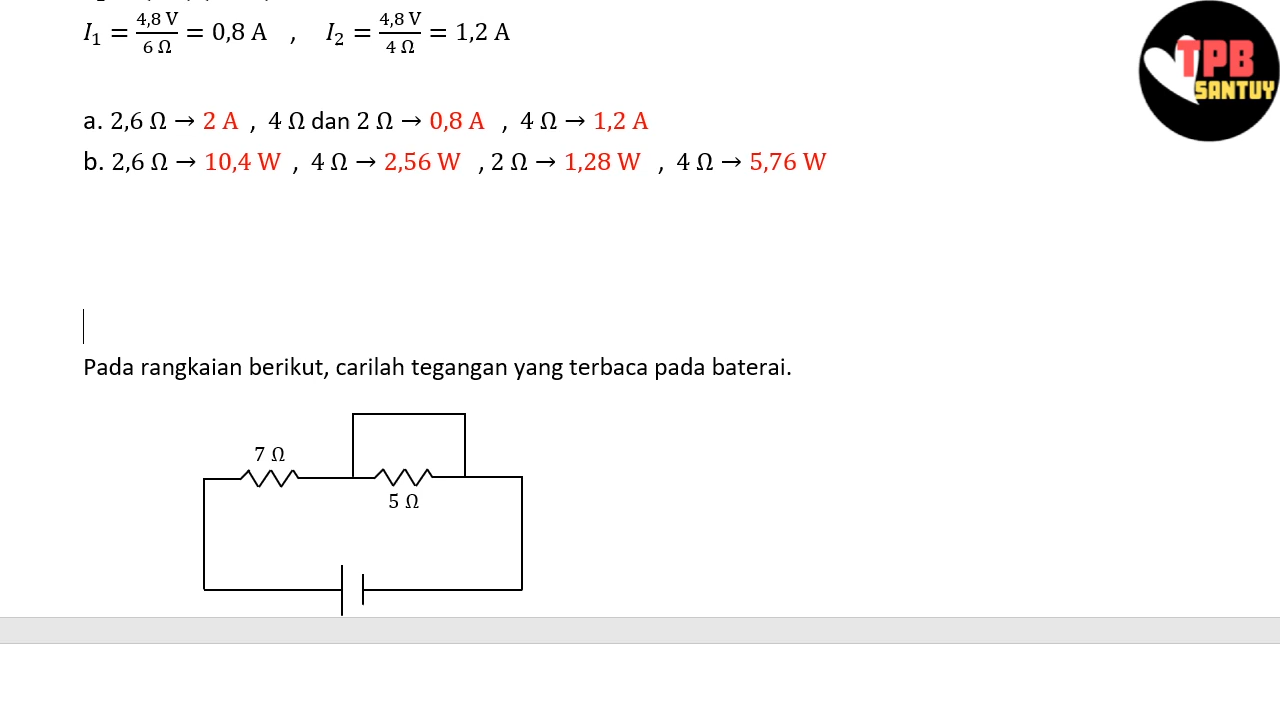 I₁ = 4,8 V / 6 Ω = 0,8 A , I₂ = 4,8 V / 4 Ω = 1,2 A
a. 2,6 Ω → 2 A , 4 Ω dan 2 Ω → 0,8 A , 4 Ω → 1,2 A
b. 2,6 Ω → 10,4 W , 4 Ω → 2,56 W , 2 Ω → 1,28 W , 4 Ω → 5,76 W
TPB
SANTUY
Pada rangkaian berikut, carilah tegangan yang terbaca pada baterai.
7 Ω
5 Ω